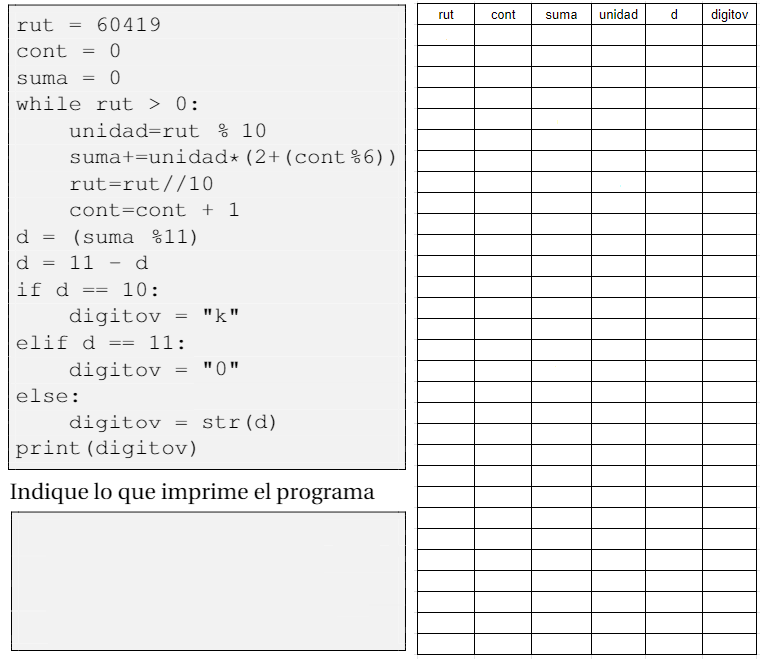 rut = 60419
cont = 0
suma = 0
while rut > 0:
    unidad=rut % 10
    suma+=unidad*(2+(cont%6))
    rut=rut//10
    cont=cont + 1
d = (suma %11)
d = 11 - d
if d == 10:
    digitov = "k"
elif d == 11:
    digitov = "0"
else:
    digitov = str(d)
print(digitov)
Indique lo que imprime el programa
rut cont suma unidad d digitov